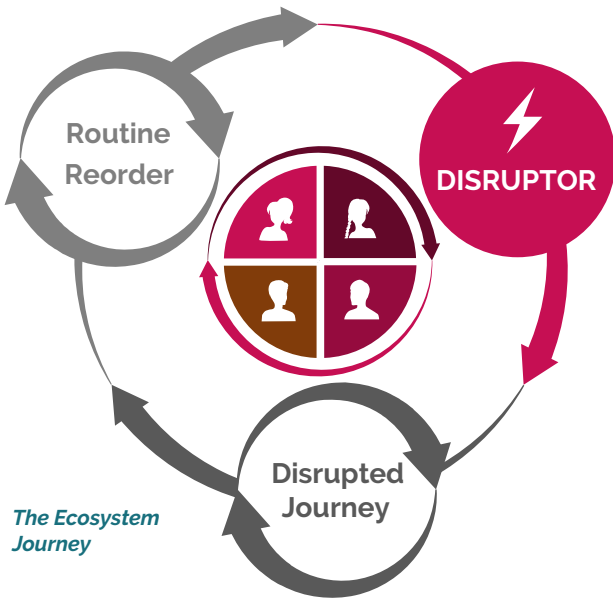 Routine
Reorder
DISRUPTOR
Disrupted
Journey
The Ecosystem
Journey